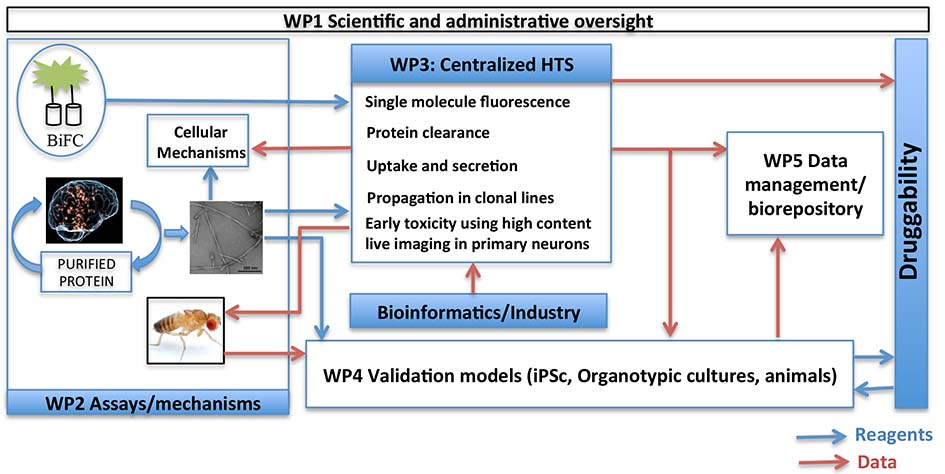 WP1 Scientific and administrative oversight
BiFC
Cellular
Mechanisms
PURIFIED
PROTEIN
WP2 Assays/mechanisms
WP3: Centralized HTS
Single molecule fluorescence
Protein clearance
Uptake and secretion
Propagation in clonal lines
Early toxicity using high content
live imaging in primary neurons
Bioinformatics/Industry
WP4 Validation models (iPSc, Organotypic cultures, animals)
WP5 Data
management/
biorepository
Druggability
Reagents
Data